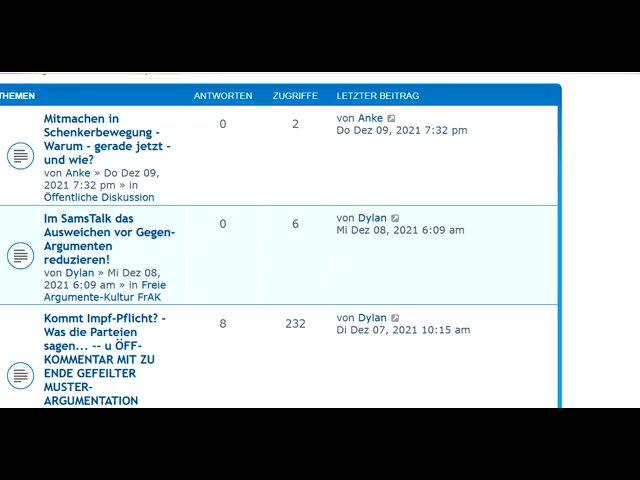 THEMEN ANTWORTEN ZUGRIFFE LETZTER BEITRAG
Mitmachen in
Schenkerbewegung -
Warum - gerade jetzt -
und wie?
von Anke » Do Dez 09,
2021 7:32 pm » in
Öffentliche Diskussion
0
2
von Anke
Do Dez 09, 2021 7:32 pm
Im SamsTalk das
Ausweichen vor Gegen-
Argumenten
reduzieren!
von Dylan » Mi Dez 08,
2021 6:09 am » in Freie
Argumente-Kultur FrAK
0
6
von Dylan
Mi Dez 08, 2021 6:09 am
Kommt Impf-Pflicht? -
Was die Parteien
sagen... -- u ÖFF-
KOMMENTAR MIT ZU
ENDE GEFEILTER
MUSTER-
ARGUMENTATION
8
232
von Dylan
Di Dez 07, 2021 10:15 am